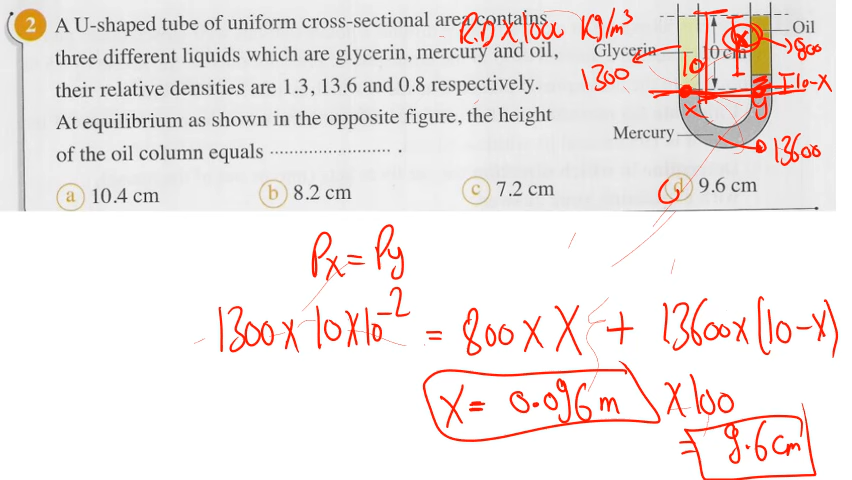 2 A U-shaped tube of uniform cross-sectional area contains
R.D X 1000 Kg/m³
three different liquids which are glycerin, mercury and oil,
their relative densities are 1.3, 13.6 and 0.8 respectively.
At equilibrium as shown in the opposite figure, the height
of the oil column equals ........................ .
Glycerin
1300
10 cm
10
X
Oil
800
10-X
x
y
Mercury
13600
a 10.4 cm
b 8.2 cm
c 7.2 cm
d 9.6 cm
Px = Py
1300 x 10 x 10⁻² = 800 x X + 13600 x (10-X)
X = 0.096 m x 100
= 9.6 cm